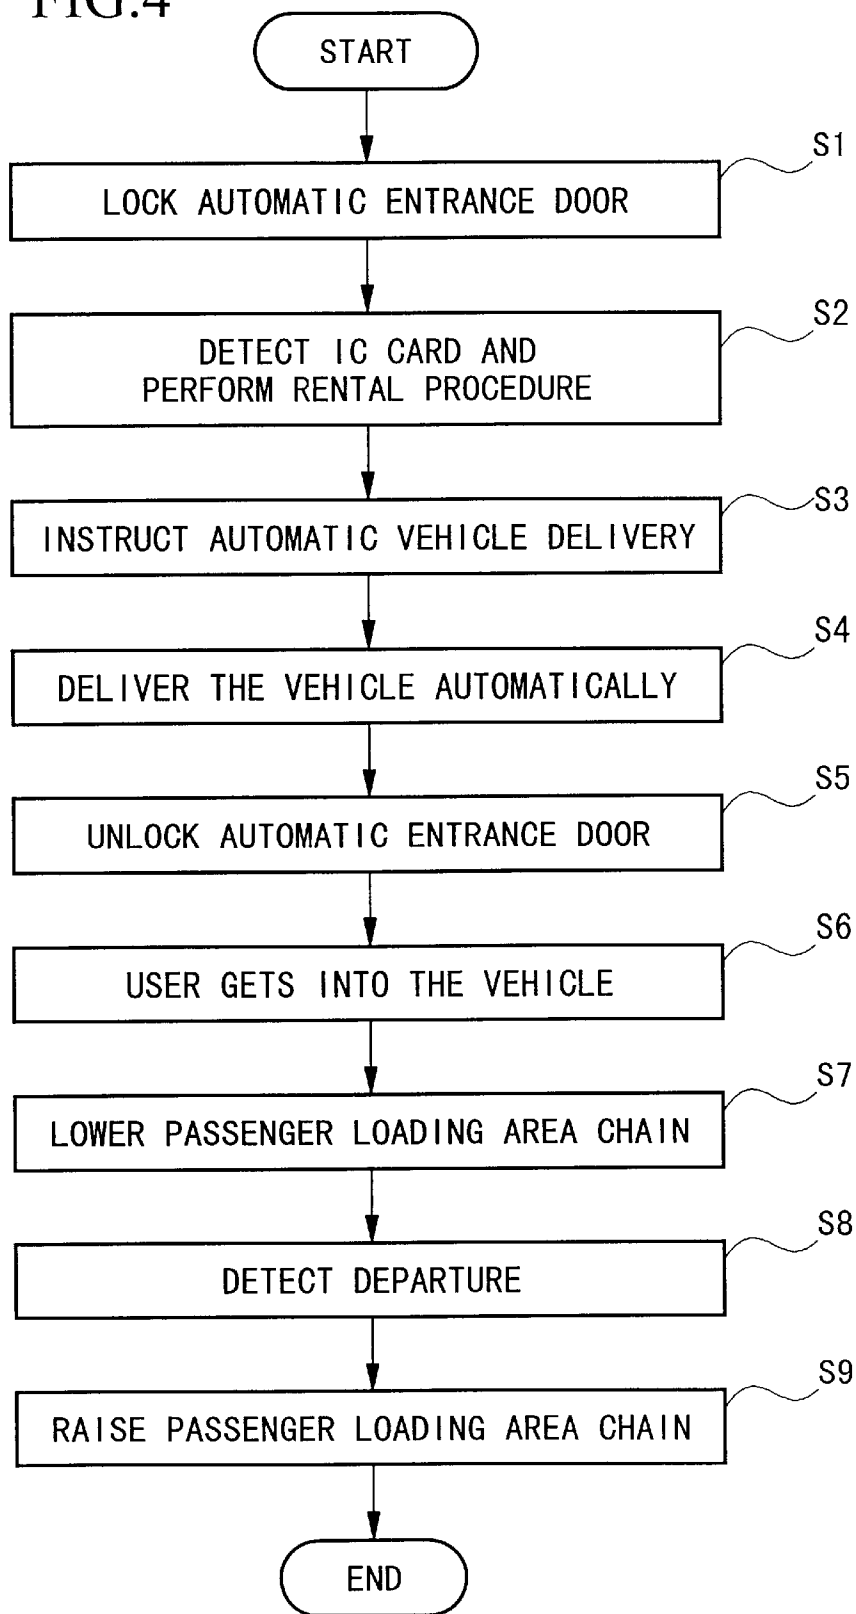 FIG.4
START
S1
LOCK AUTOMATIC ENTRANCE DOOR
S2
DETECT IC CARD AND
PERFORM RENTAL PROCEDURE
S3
INSTRUCT AUTOMATIC VEHICLE DELIVERY
S4
DELIVER THE VEHICLE AUTOMATICALLY
S5
UNLOCK AUTOMATIC ENTRANCE DOOR
S6
USER GETS INTO THE VEHICLE
S7
LOWER PASSENGER LOADING AREA CHAIN
S8
DETECT DEPARTURE
S9
RAISE PASSENGER LOADING AREA CHAIN
END